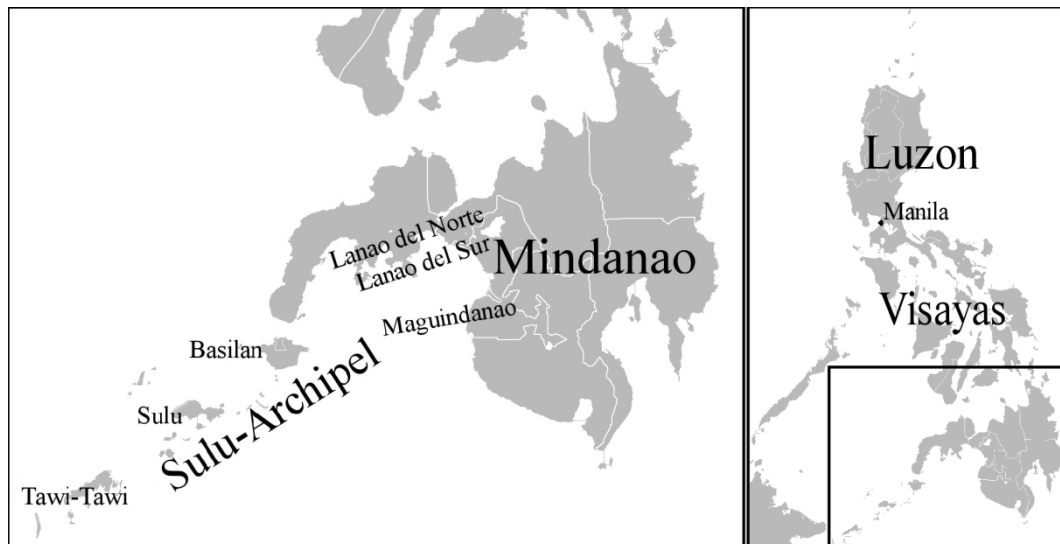 Lanao del Norte
Lanao del Sur
Mindanao
Maguindanao
Basilan
Sulu-Archipel
Sulu
Tawi-Tawi
Luzon
Manila
Visayas